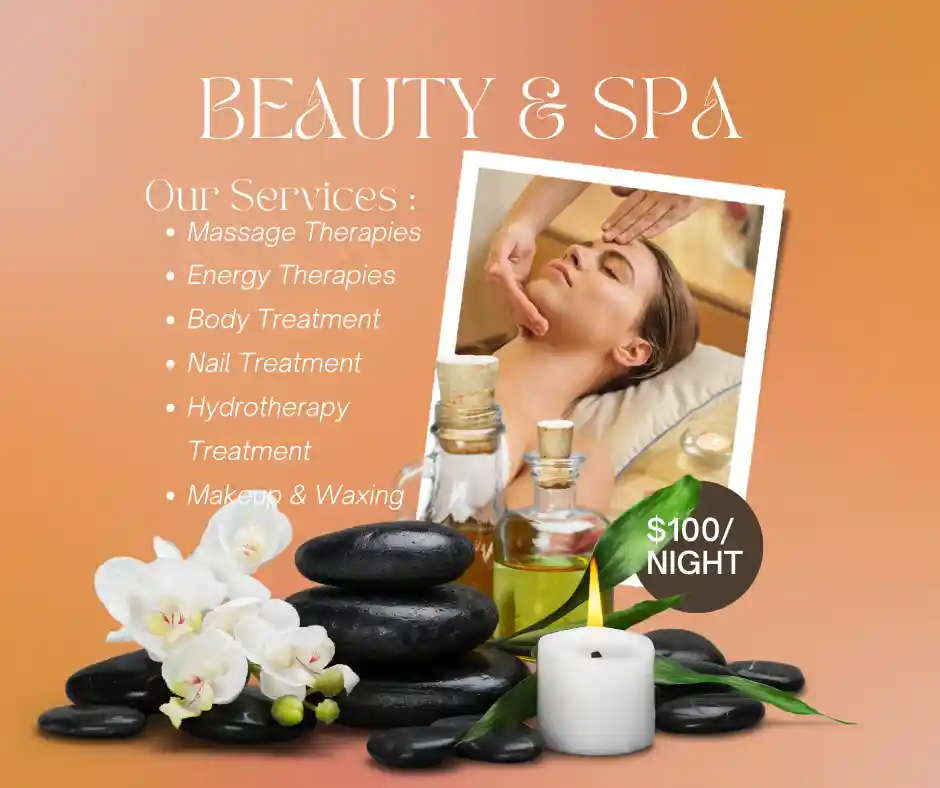 BEAUTY & SPA
Our Services :
• Massage Therapies
• Energy Therapies
• Body Treatment
• Nail Treatment
• Hydrotherapy
Treatment
• Makeup & Waxing
$100/
NIGHT